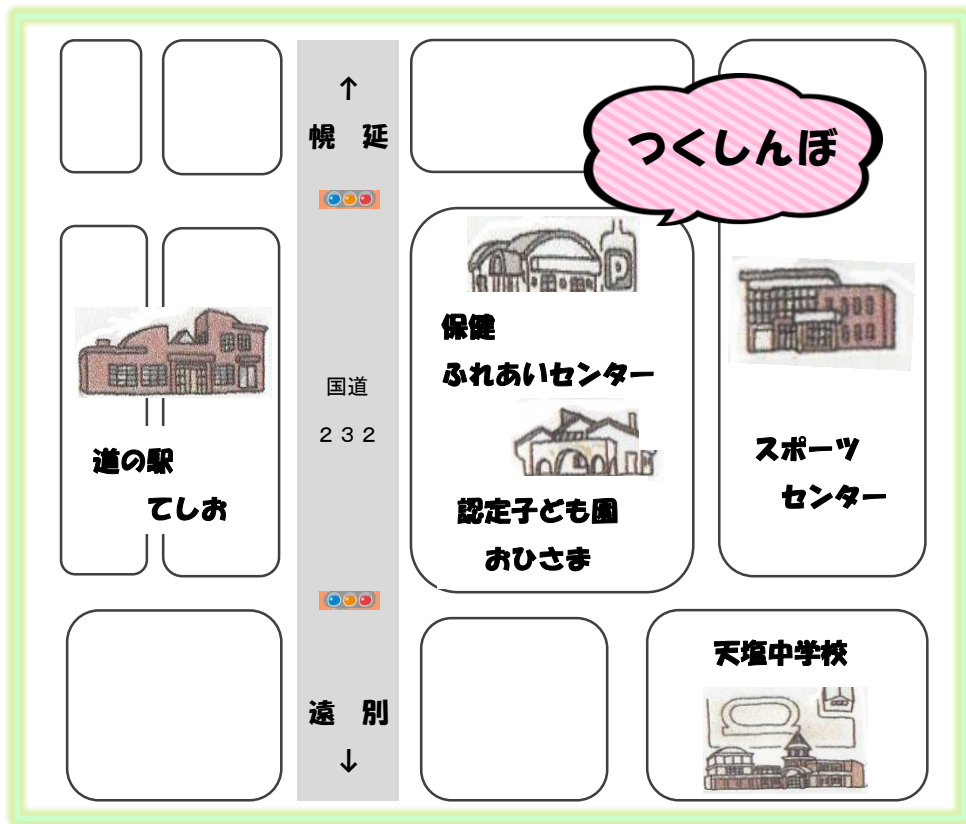 ↑
幌 延
つくしんぼ
P
保健
ふれあいセンター
国道
232
道の駅
てしお
スポーツ
センター
認定子ども園
おひさま
天塩中学校
遠 別
↓